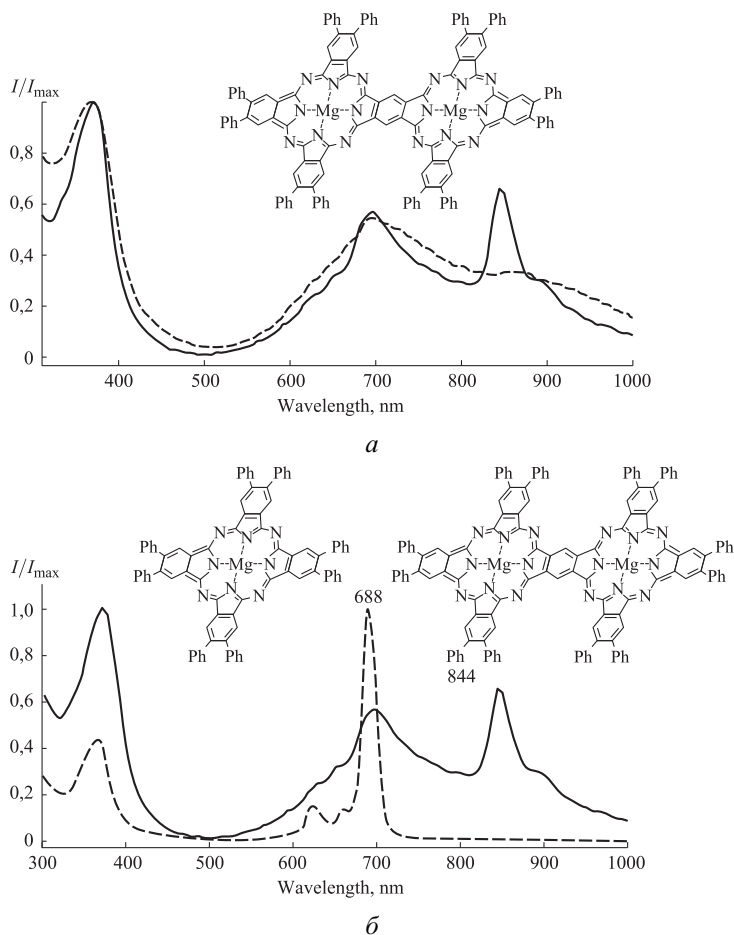 Ph Ph Ph Ph
N N N N
Ph N N Ph
I/Imax
Ph N Mg N N Mg N Ph
Ph N N Ph
N N N N
0,8
Ph Ph Ph Ph
0,6
0,4
0,2
0
400 500 600 700 800 900 1000
Wavelength, nm
а
Ph Ph Ph Ph Ph Ph
N N N N N N
N N N
Ph Ph Ph Ph
I/Imax
N Mg N N Mg N N Mg N
Ph Ph Ph Ph
N N N N N N
N N N
1,0
688
0,8
Ph Ph Ph Ph Ph Ph
844
0,6
0,4
0,2
0
300 400 500 600 700 800 900 1000
Wavelength, nm
б